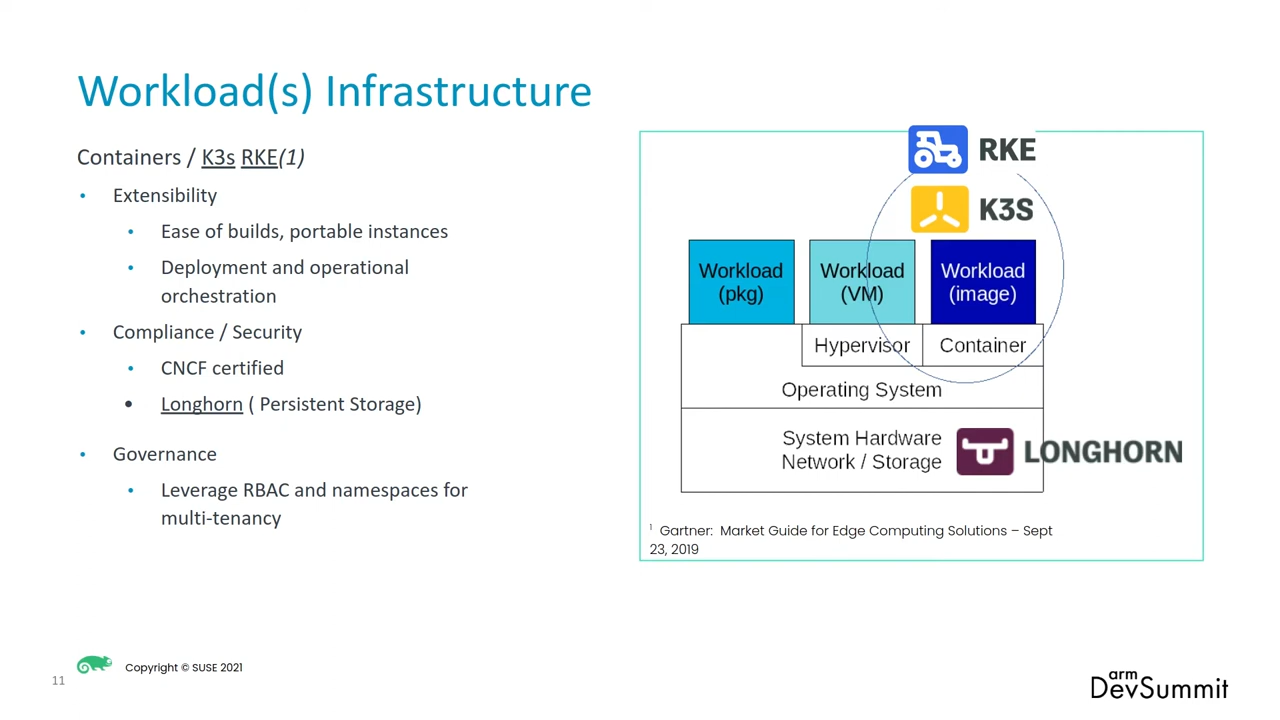 Workload(s) Infrastructure
Containers / K3s RKE(1)
• Extensibility
• Ease of builds, portable instances
• Deployment and operational
orchestration
• Compliance / Security
• CNCF certified
• Longhorn ( Persistent Storage)
• Governance
• Leverage RBAC and namespaces for
multi-tenancy
RKE
K3S
Workload
(pkg)
Workload
(VM)
Workload
(image)
Hypervisor
Container
Operating System
System Hardware
Network / Storage
LONGHORN
1 Gartner: Market Guide for Edge Computing Solutions – Sept
23, 2019
11
Copyright © SUSE 2021
arm
DevSummit